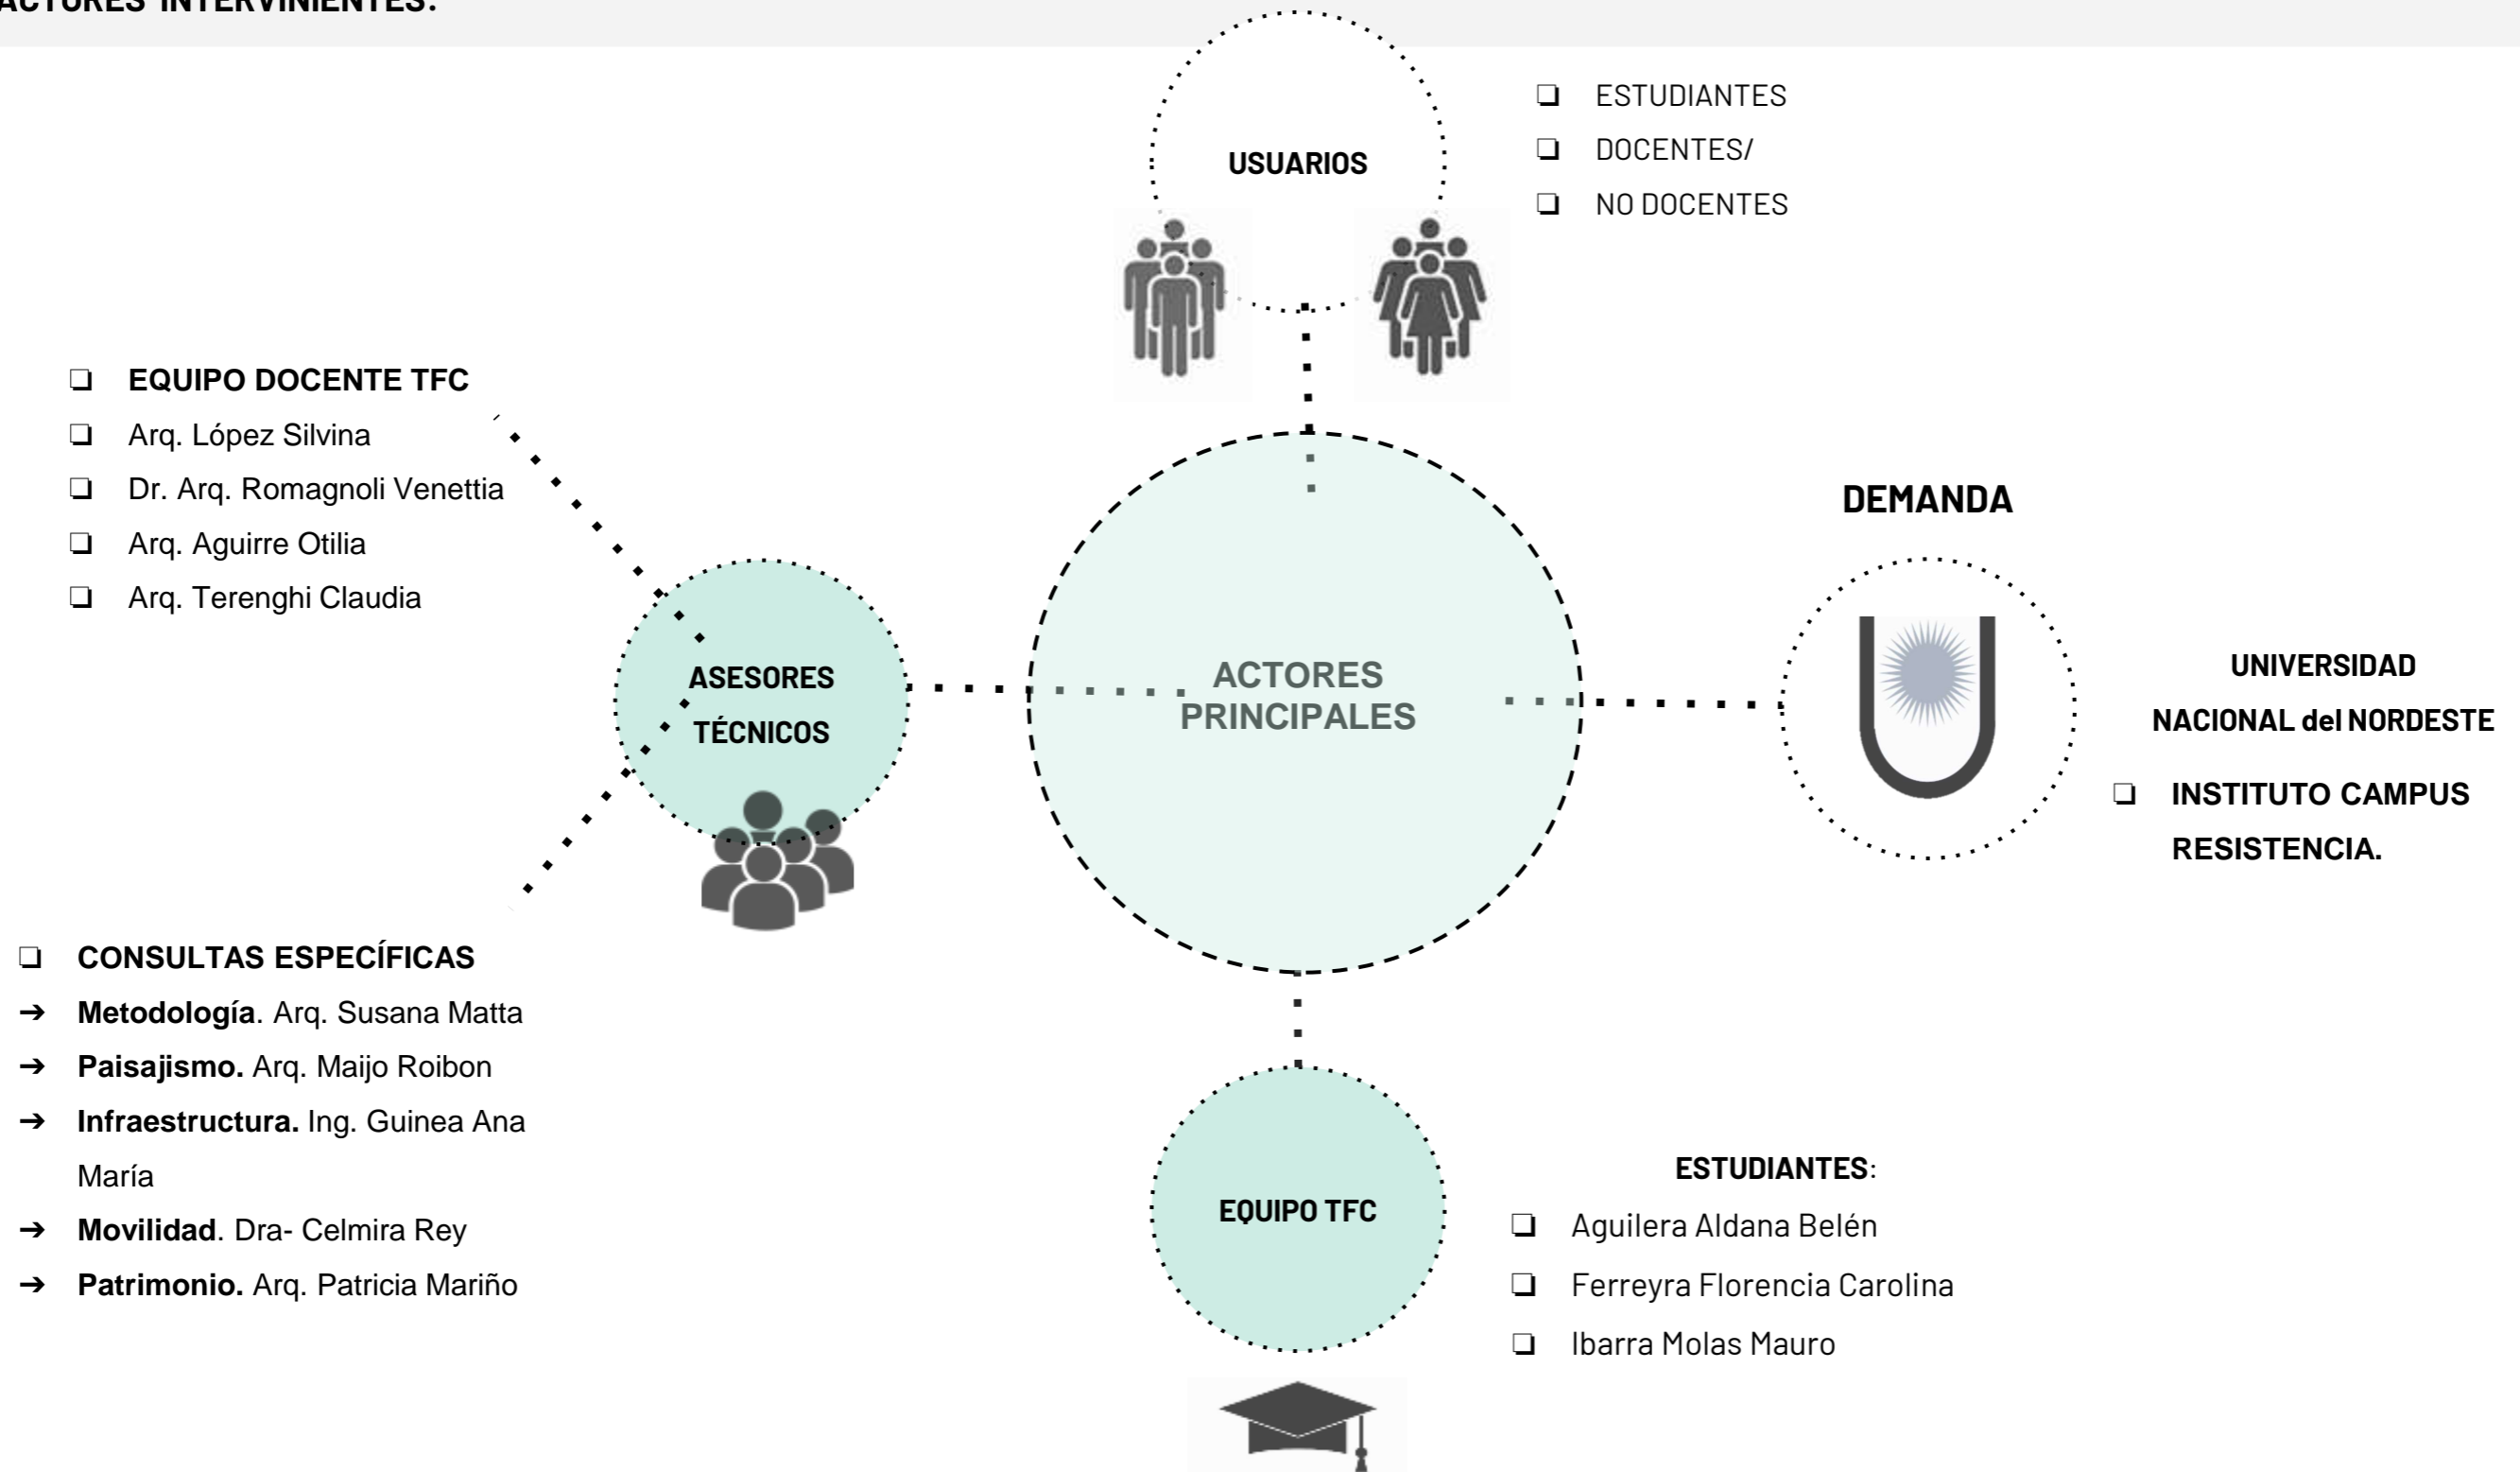 ACTORES INTERVINIENTES:
USUARIOS
❏ ESTUDIANTES
❏ DOCENTES/
❏ NO DOCENTES
❏ EQUIPO DOCENTE TFC
❏ Arq. López Silvina
❏ Dr. Arq. Romagnoli Venettia
❏ Arq. Aguirre Otilia
❏ Arq. Terenghi Claudia
ASESORES
TÉCNICOS
ACTORES
PRINCIPALES
DEMANDA
UNIVERSIDAD
NACIONAL del NORDESTE
❏ INSTITUTO CAMPUS
RESISTENCIA.
❏ CONSULTAS ESPECÍFICAS
➔ Metodología. Arq. Susana Matta
➔ Paisajismo. Arq. Maijo Roibon
➔ Infraestructura. Ing. Guinea Ana
María
➔ Movilidad. Dra- Celmira Rey
➔ Patrimonio. Arq. Patricia Mariño
EQUIPO TFC
ESTUDIANTES:
❏ Aguilera Aldana Belén
❏ Ferreyra Florencia Carolina
❏ Ibarra Molas Mauro